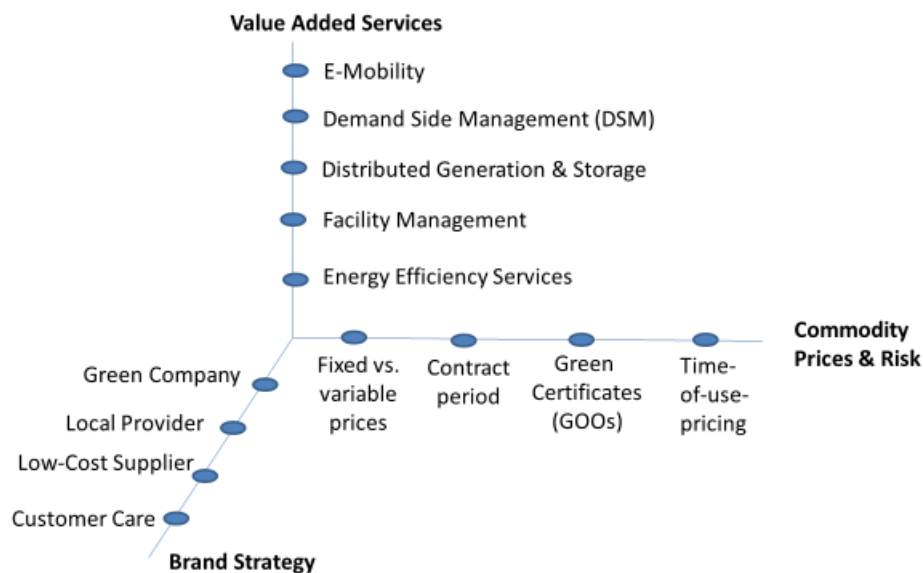 Value Added Services
E-Mobility
Demand Side Management (DSM)
Distributed Generation & Storage
Facility Management
Energy Efficiency Services
Commodity
Prices & Risk
Fixed vs.
variable
prices
Contract
period
Green
Certificates
(GOOs)
Time-
of-use-
pricing
Green Company
Local Provider
Low-Cost Supplier
Customer Care
Brand Strategy